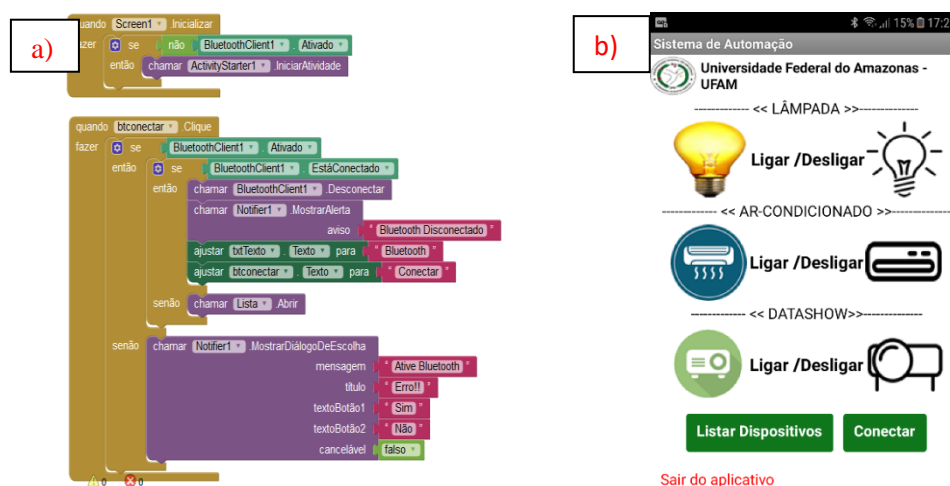 a)
quando Screen1 .Inicializar
fazer se não BluetoothClient1 . Ativado
então chamar ActivityStarter1 .IniciarAtividade
quando btconectar .Clique
fazer se BluetoothClient1 . Ativado
então se BluetoothClient1 . EstáConectado
então chamar BluetoothClient1 .Desconectar
chamar Notifier1 .MostrarAlerta
aviso " Bluetooth Disconectado "
ajustar txtTexto . Texto para " Bluetooth "
ajustar btconectar . Texto para " Conectar "
senão chamar Lista .Abrir
senão chamar Notifier1 .MostrarDiálogoDeEscolha
mensagem " Ative Bluetooth "
título " Erro!! "
textoBotão1 " Sim "
textoBotão2 " Não "
cancelável falso
0 0
b)
15% 17:2
Sistema de Automação
Universidade Federal do Amazonas -
UFAM
------------- << LÂMPADA >>-------------
Ligar /Desligar
------------- << AR-CONDICIONADO >>-------------
Ligar /Desligar
------------- << DATASHOW>>-------------
Ligar /Desligar
Listar Dispositivos Conectar
Sair do aplicativo